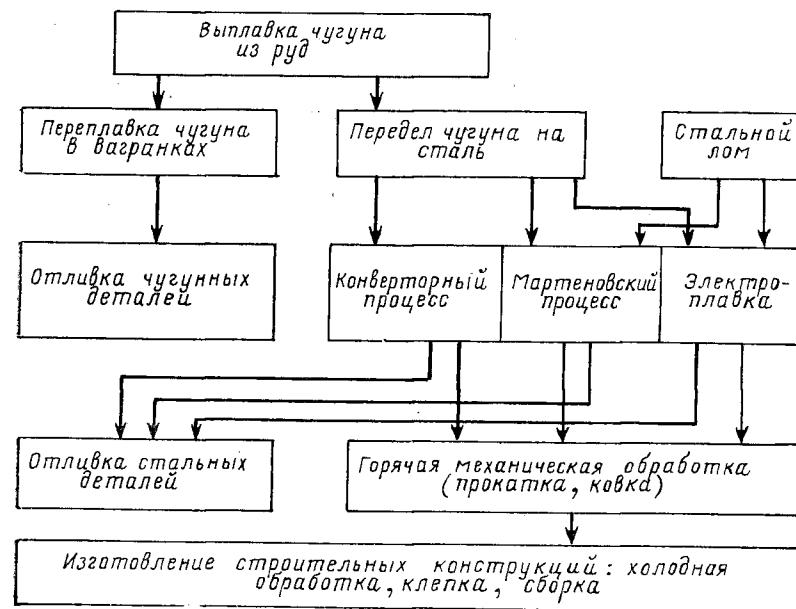 Выплавка чугуна
из руд
Переплавка чугуна
в вагранках
Передел чугуна на
сталь
Стальной
лом
Отливка чугунных
деталей
Конверторный
процесс
Мартеновский
процесс
Электро-
плавка
Отливка стальных
деталей
Горячая механическая обработка
(прокатка, ковка)
Изготовление строительных конструкций: холодная
обработка, клепка, сборка